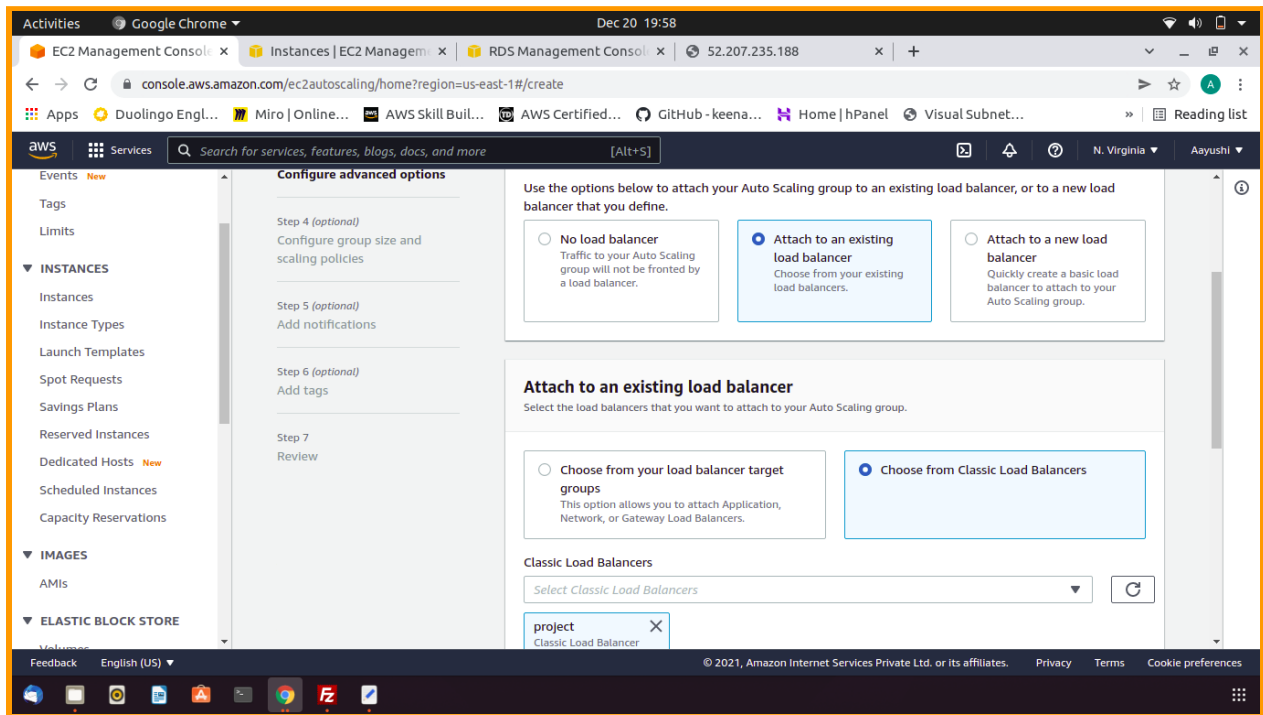 Activities Google Chrome Dec 20 19:58
EC2 Management Consol Instances | EC2 Managem RDS Management Consol 52.207.235.188
console.aws.amazon.com/ec2autoscaling/home?region=us-east-1#/create
Apps Duolingo Engl... Miro | Online... AWS Skill Buil... AWS Certified... GitHub - keena... Home | hPanel Visual Subnet... » Reading list
aws Services Search for services, features, blogs, docs, and more [Alt+S] N. Virginia Aayushi
Events New
Tags
Limits
INSTANCES
Instances
Instance Types
Launch Templates
Spot Requests
Savings Plans
Reserved Instances
Dedicated Hosts New
Scheduled Instances
Capacity Reservations
IMAGES
AMIs
ELASTIC BLOCK STORE
Volumes
Configure advanced options
Step 4 (optional)
Configure group size and
scaling policies
Step 5 (optional)
Add notifications
Step 6 (optional)
Add tags
Step 7
Review
Use the options below to attach your Auto Scaling group to an existing load balancer, or to a new load
balancer that you define.
No load balancer
Traffic to your Auto Scaling
group will not be fronted by
a load balancer.
Attach to an existing
load balancer
Choose from your existing
load balancers.
Attach to a new load
balancer
Quickly create a basic load
balancer to attach to your
Auto Scaling group.
Attach to an existing load balancer
Select the load balancers that you want to attach to your Auto Scaling group.
Choose from your load balancer target
groups
This option allows you to attach Application,
Network, or Gateway Load Balancers.
Choose from Classic Load Balancers
Classic Load Balancers
Select Classic Load Balancers
project
Classic Load Balancer
Feedback English (US) © 2021, Amazon Internet Services Private Ltd. or its affiliates. Privacy Terms Cookie preferences